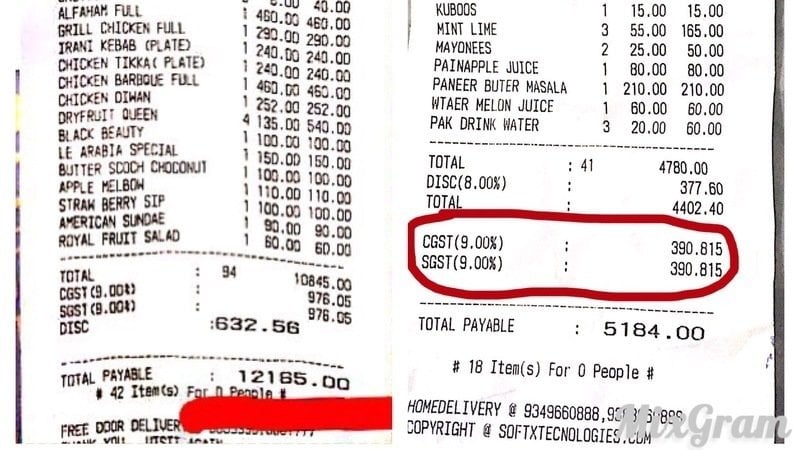 40.00
ALFAHAM FULL 1 460.00 460.00
GRILL CHICKEN FULL 1 290.00 290.00
IRANI KEBAB (PLATE) 1 240.00 240.00
CHICKEN TIKKA( PLATE) 1 240.00 240.00
CHICKEN BARBQUE FULL 1 460.00 460.00
CHICKEN DIWAN 1 252.00 252.00
DRYFRUIT QUEEN 4 135.00 540.00
BLACK BEAUTY 1 100.00 100.00
LE ARABIA SPECIAL 1 150.00 150.00
BUTTER SCOCH CHOCONUT 1 100.00 100.00
APPLE MELBOW 1 110.00 110.00
STRAW BERRY SIP 1 100.00 100.00
AMERICAN SUNDAE 1 90.00 90.00
ROYAL FRUIT SALAD 1 60.00 60.00
TOTAL : 94 10845.00
CGST(9.00%) : 976.05
SGST(9.00%) : 976.05
DISC :632.56
TOTAL PAYABLE : 12165.00
# 42 Item(s) For 0 People #
FREE DOOR DELIVERY
THANK YOU VISIT AGAIN
KUBOOS 1 15.00 15.00
MINT LIME 3 55.00 165.00
MAYONEES 2 25.00 50.00
PAINAPPLE JUICE 1 80.00 80.00
PANEER BUTER MASALA 1 210.00 210.00
WTAER MELON JUICE 1 60.00 60.00
PAK DRINK WATER 3 20.00 60.00
TOTAL : 41 4780.00
DISC(8.00%) : 377.60
TOTAL : 4402.40
CGST(9.00%) : 390.815
SGST(9.00%) : 390.815
TOTAL PAYABLE : 5184.00
# 18 Item(s) For 0 People #
HOMEDELIVERY @ 9349660888,
COPYRIGHT @ SOFTXTECNOLOGIES.COM
MixGram